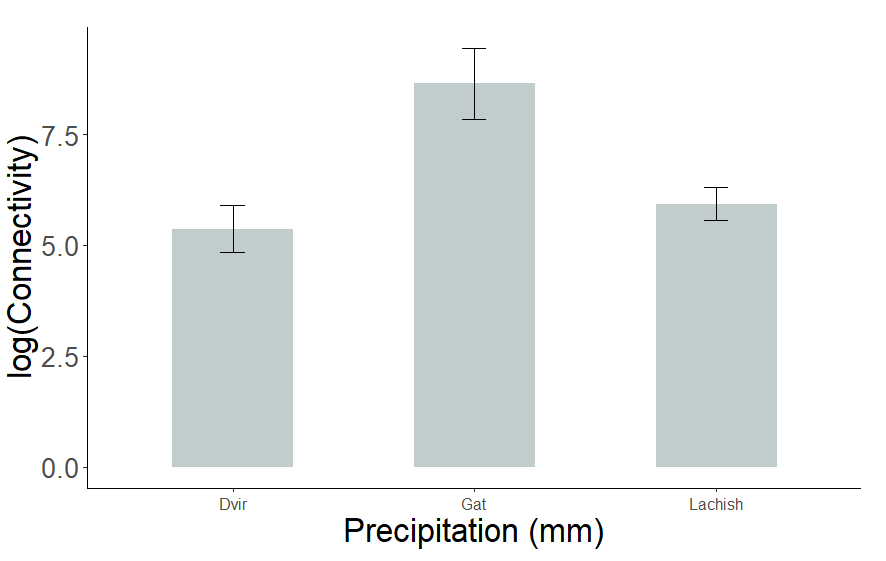 log(Connectivity)
7.5
5.0
2.5
0.0
Dvir Gat Lachish
Precipitation (mm)